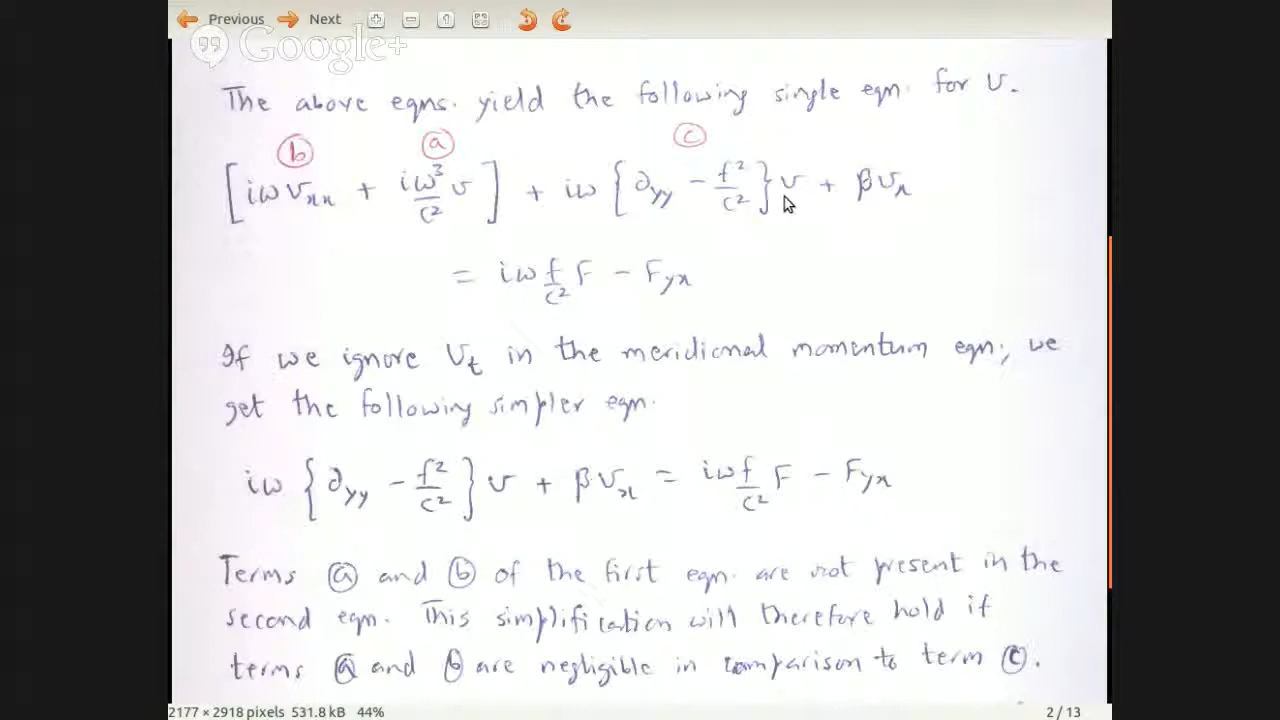 Previous Next
Google+
The above eqns. yield the following single eqn. for v.
(b) (a) (c)
[iω v_xx + iω³/c² v] + iω {∂_yy − f²/c²} v + βv_x
= iω f/c² F − F_yx
If we ignore v_t in the meridional momentum eqn., we
get the following simpler eqn.
iω {∂_yy − f²/c²} v + βv_x = iω f/c² F − F_yx
Terms (a) and (b) of the first eqn. are not present in the
second eqn. This simplification will therefore hold if
terms (a) and (b) are negligible in comparison to term (c).
2177 × 2918 pixels 531.8 kB 44% 2 / 13